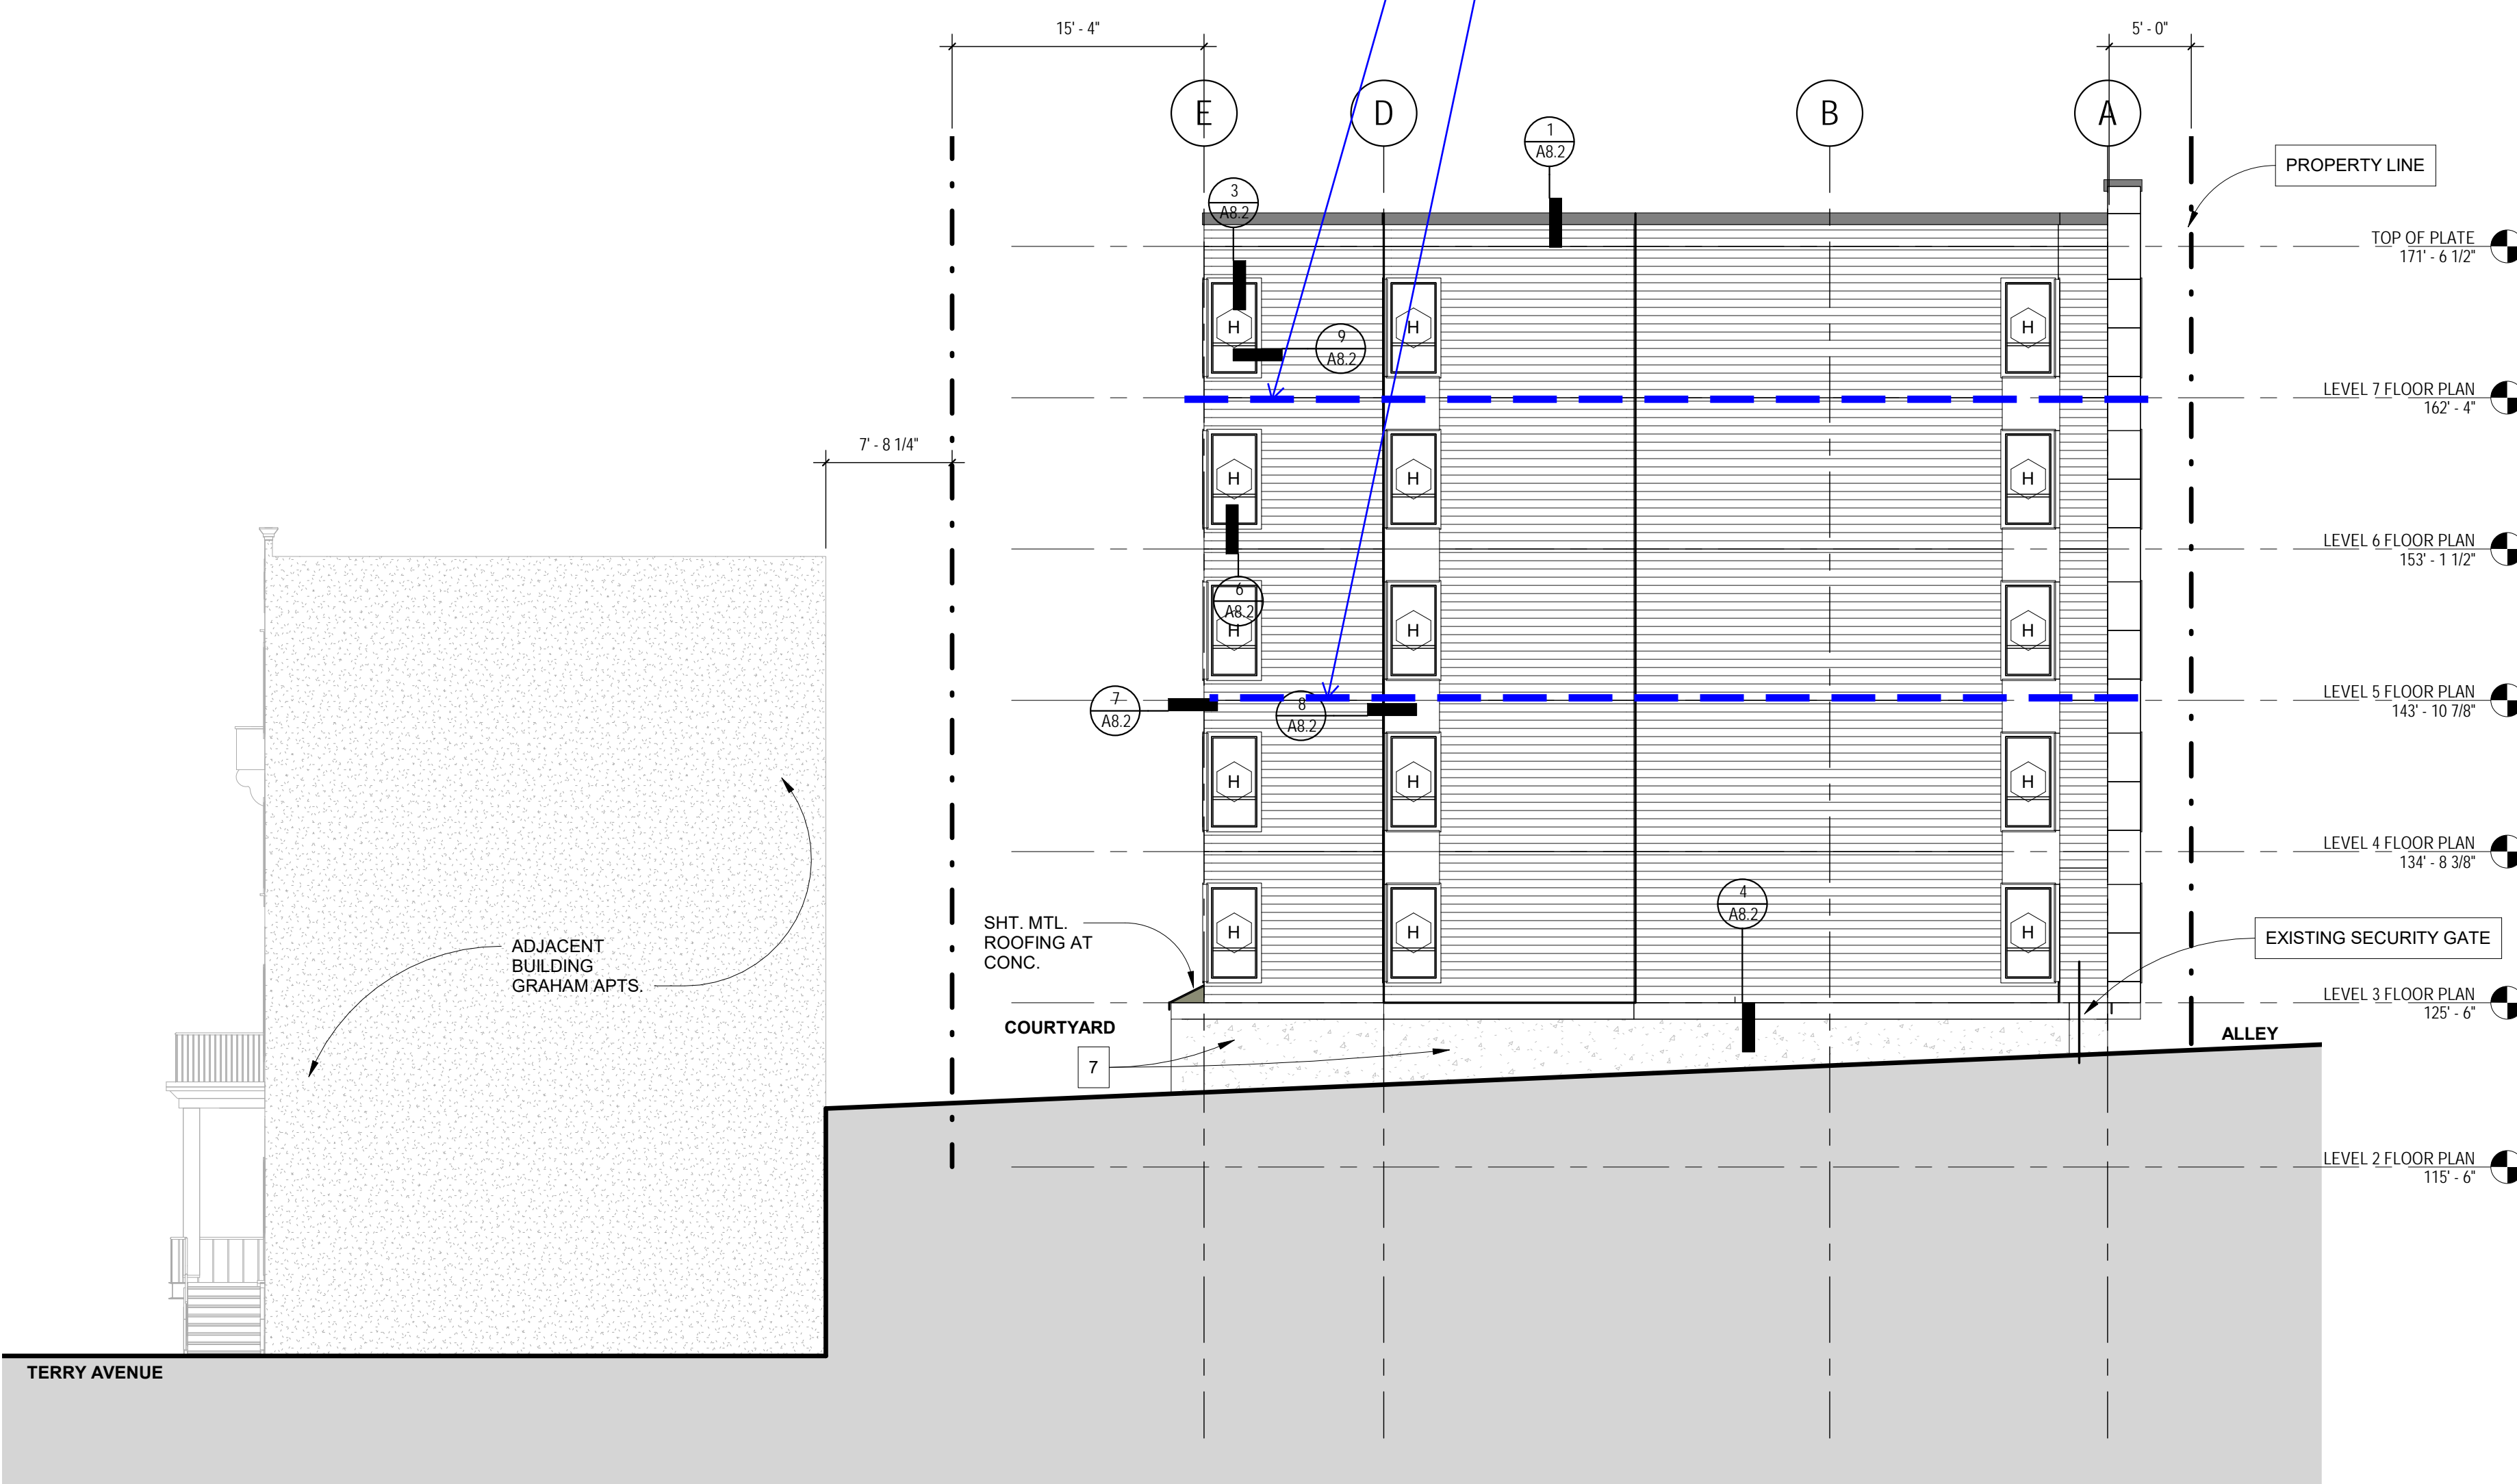 15' - 4"
5' - 0"
E
D
B
A
1
A8.2
PROPERTY LINE
3
A8.2
TOP OF PLATE
171' - 6 1/2"
H
H
H
9
A8.2
LEVEL 7 FLOOR PLAN
162' - 4"
7' - 8 1/4"
H
H
H
LEVEL 6 FLOOR PLAN
153' - 1 1/2"
6
A8.2
H
H
H
7
A8.2
8
A8.2
LEVEL 5 FLOOR PLAN
143' - 10 7/8"
H
H
H
LEVEL 4 FLOOR PLAN
134' - 8 3/8"
4
A8.2
SHT. MTL.
ROOFING AT
CONC.
H
H
H
ADJACENT
BUILDING
GRAHAM APTS.
EXISTING SECURITY GATE
LEVEL 3 FLOOR PLAN
125' - 6"
COURTYARD
ALLEY
7
LEVEL 2 FLOOR PLAN
115' - 6"
TERRY AVENUE